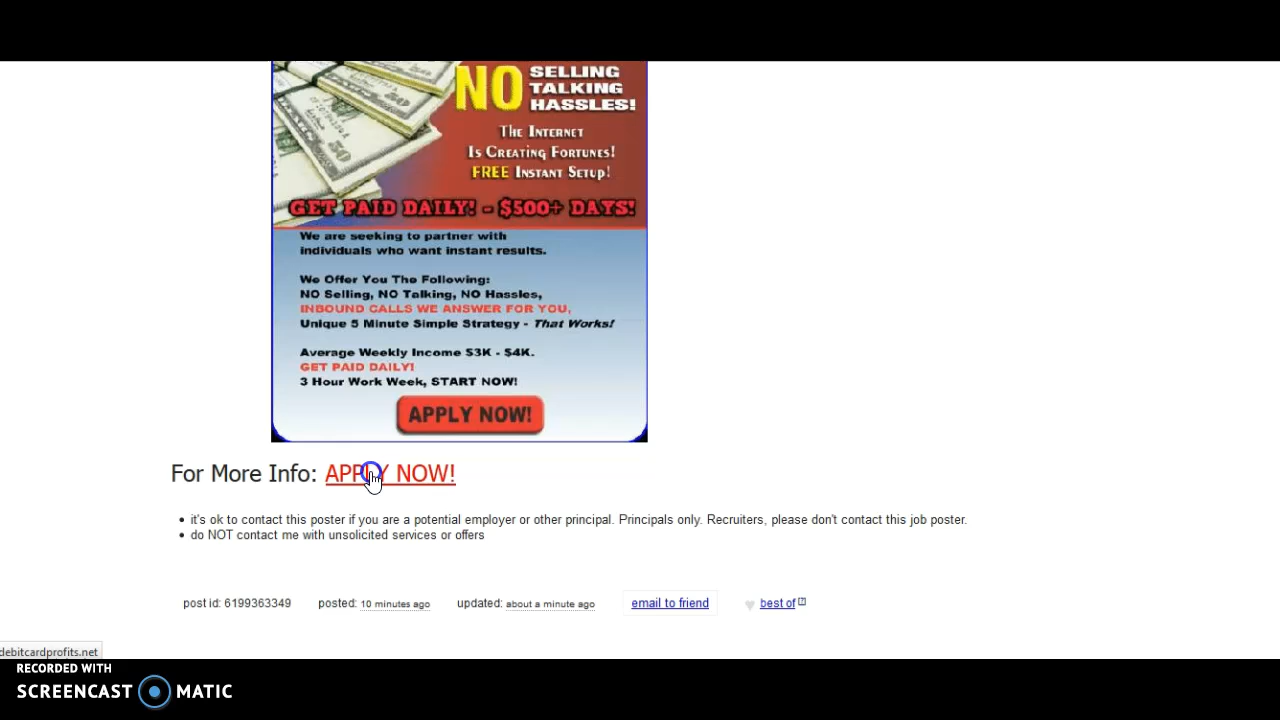 NO SELLING
TALKING
HASSLES!
The Internet
Is Creating Fortunes!
FREE Instant Setup!
GET PAID DAILY! - $500+ DAYS!
We are seeking to partner with
individuals who want instant results.
We Offer You The Following:
NO Selling, NO Talking, NO Hassles,
INBOUND CALLS WE ANSWER FOR YOU,
Unique 5 Minute Simple Strategy - That Works!
Average Weekly Income $3K - $4K.
GET PAID DAILY!
3 Hour Work Week, START NOW!
APPLY NOW!
For More Info: APPLY NOW!
• it's ok to contact this poster if you are a potential employer or other principal. Principals only. Recruiters, please don't contact this job poster.
• do NOT contact me with unsolicited services or offers
post id: 6199363349 posted: 10 minutes ago updated: about a minute ago email to friend ♥ best of [?]
debitcardprofits.net
RECORDED WITH
SCREENCAST MATIC